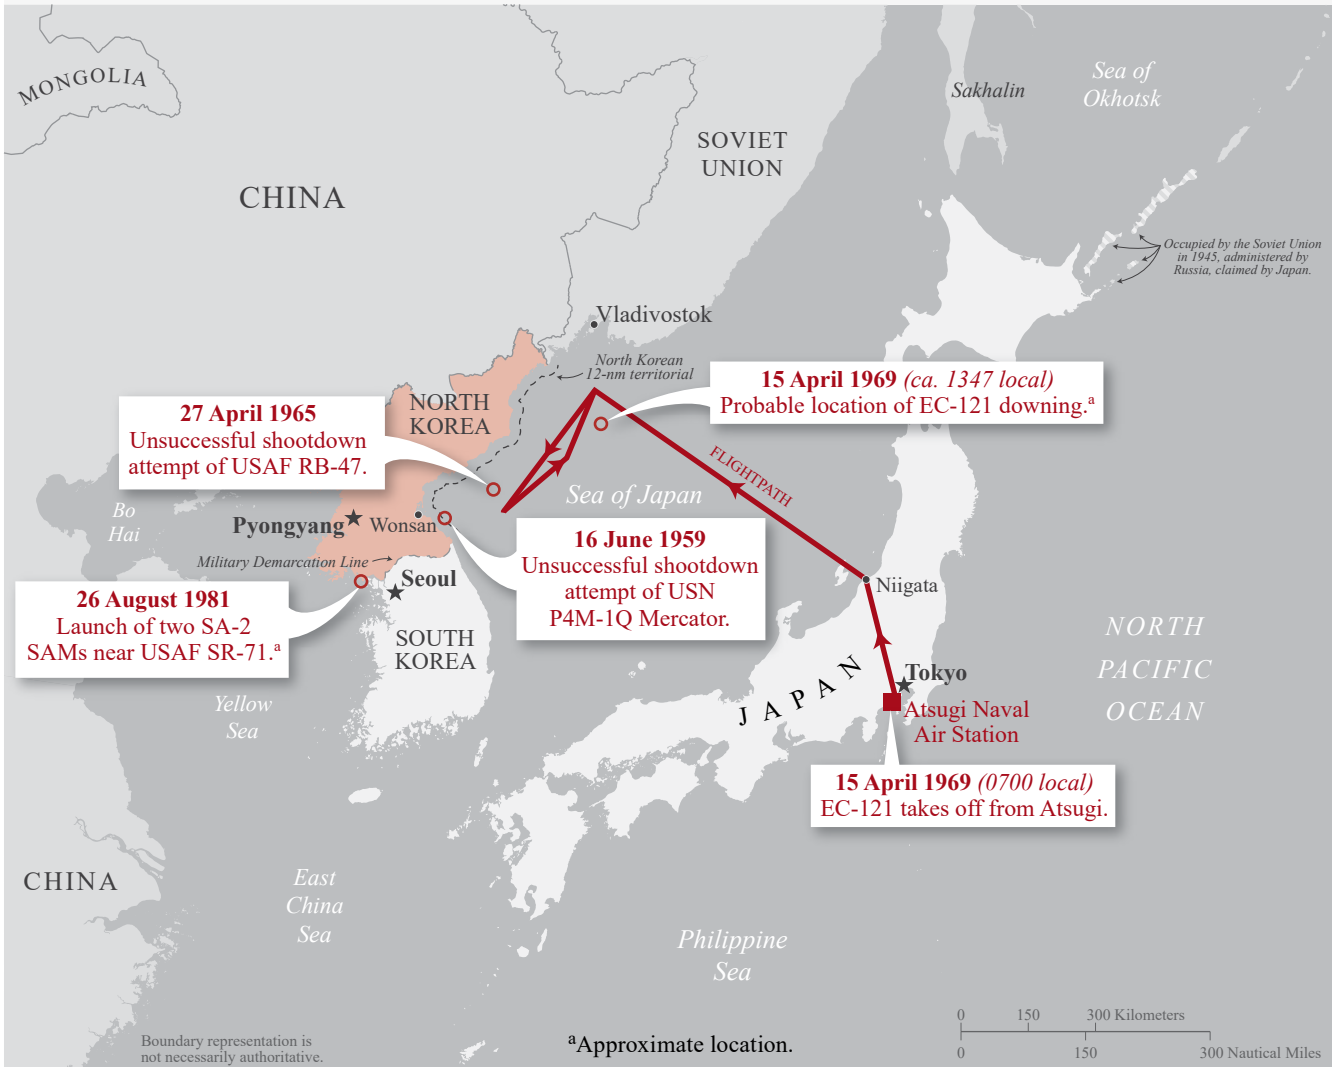 MONGOLIA
CHINA
SOVIET
UNION
Sakhalin
Sea of
Okhotsk
Occupied by the Soviet Union
in 1945, administered by
Russia, claimed by Japan.
Vladivostok
North Korean
12-nm territorial
15 April 1969 (ca. 1347 local)
Probable location of EC-121 downing.ᵃ
27 April 1965
Unsuccessful shootdown
attempt of USAF RB-47.
NORTH
KOREA
FLIGHTPATH
Sea of Japan
Bo
Hai
Pyongyang
Wonsan
16 June 1959
Unsuccessful shootdown
attempt of USN
P4M-1Q Mercator.
Military Demarcation Line
Seoul
26 August 1981
Launch of two SA-2
SAMs near USAF SR-71.ᵃ
SOUTH
KOREA
Niigata
NORTH
PACIFIC
OCEAN
JAPAN
Tokyo
Atsugi Naval
Air Station
Yellow
Sea
15 April 1969 (0700 local)
EC-121 takes off from Atsugi.
CHINA
East
China
Sea
Philippine
Sea
Boundary representation is
not necessarily authoritative.
ᵃApproximate location.
0 150 300 Kilometers
0 150 300 Nautical Miles